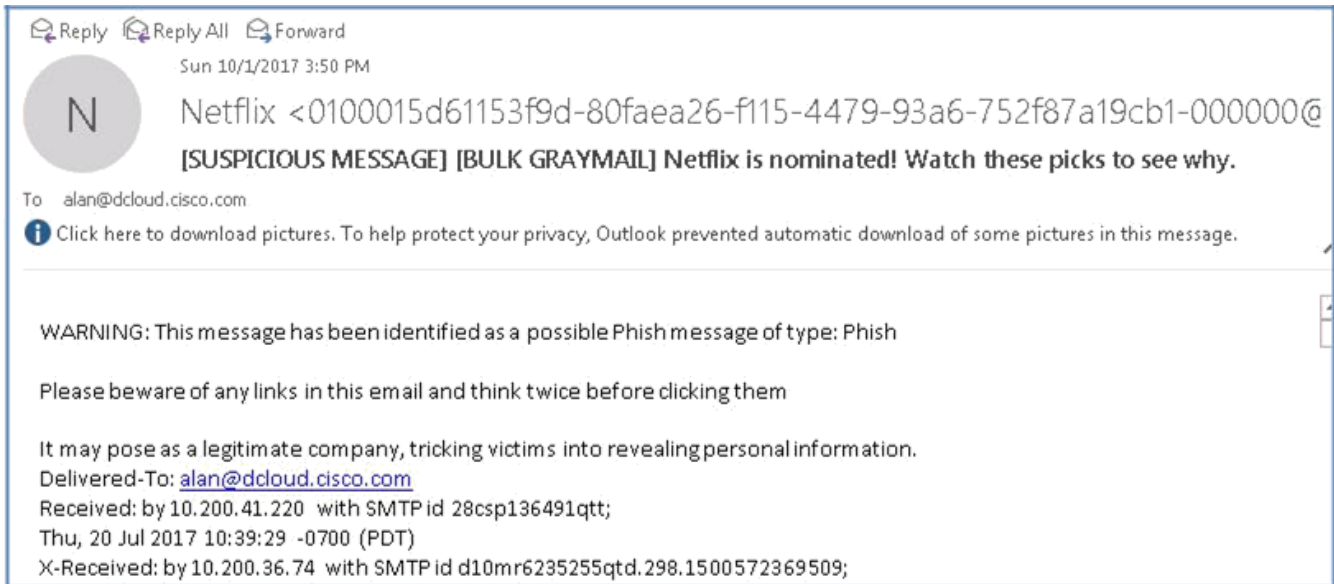 Reply Reply All Forward
Sun 10/1/2017 3:50 PM
N
Netflix <0100015d61153f9d-80faea26-f115-4479-93a6-752f87a19cb1-000000@
[SUSPICIOUS MESSAGE] [BULK GRAYMAIL] Netflix is nominated! Watch these picks to see why.
To alan@dcloud.cisco.com
Click here to download pictures. To help protect your privacy, Outlook prevented automatic download of some pictures in this message.
WARNING: This message has been identified as a possible Phish message of type: Phish
Please beware of any links in this email and think twice before clicking them
It may pose as a legitimate company, tricking victims into revealing personal information.
Delivered-To: alan@dcloud.cisco.com
Received: by 10.200.41.220 with SMTP id 28csp136491qtt;
Thu, 20 Jul 2017 10:39:29 -0700 (PDT)
X-Received: by 10.200.36.74 with SMTP id d10mr6235255qtd.298.1500572369509;